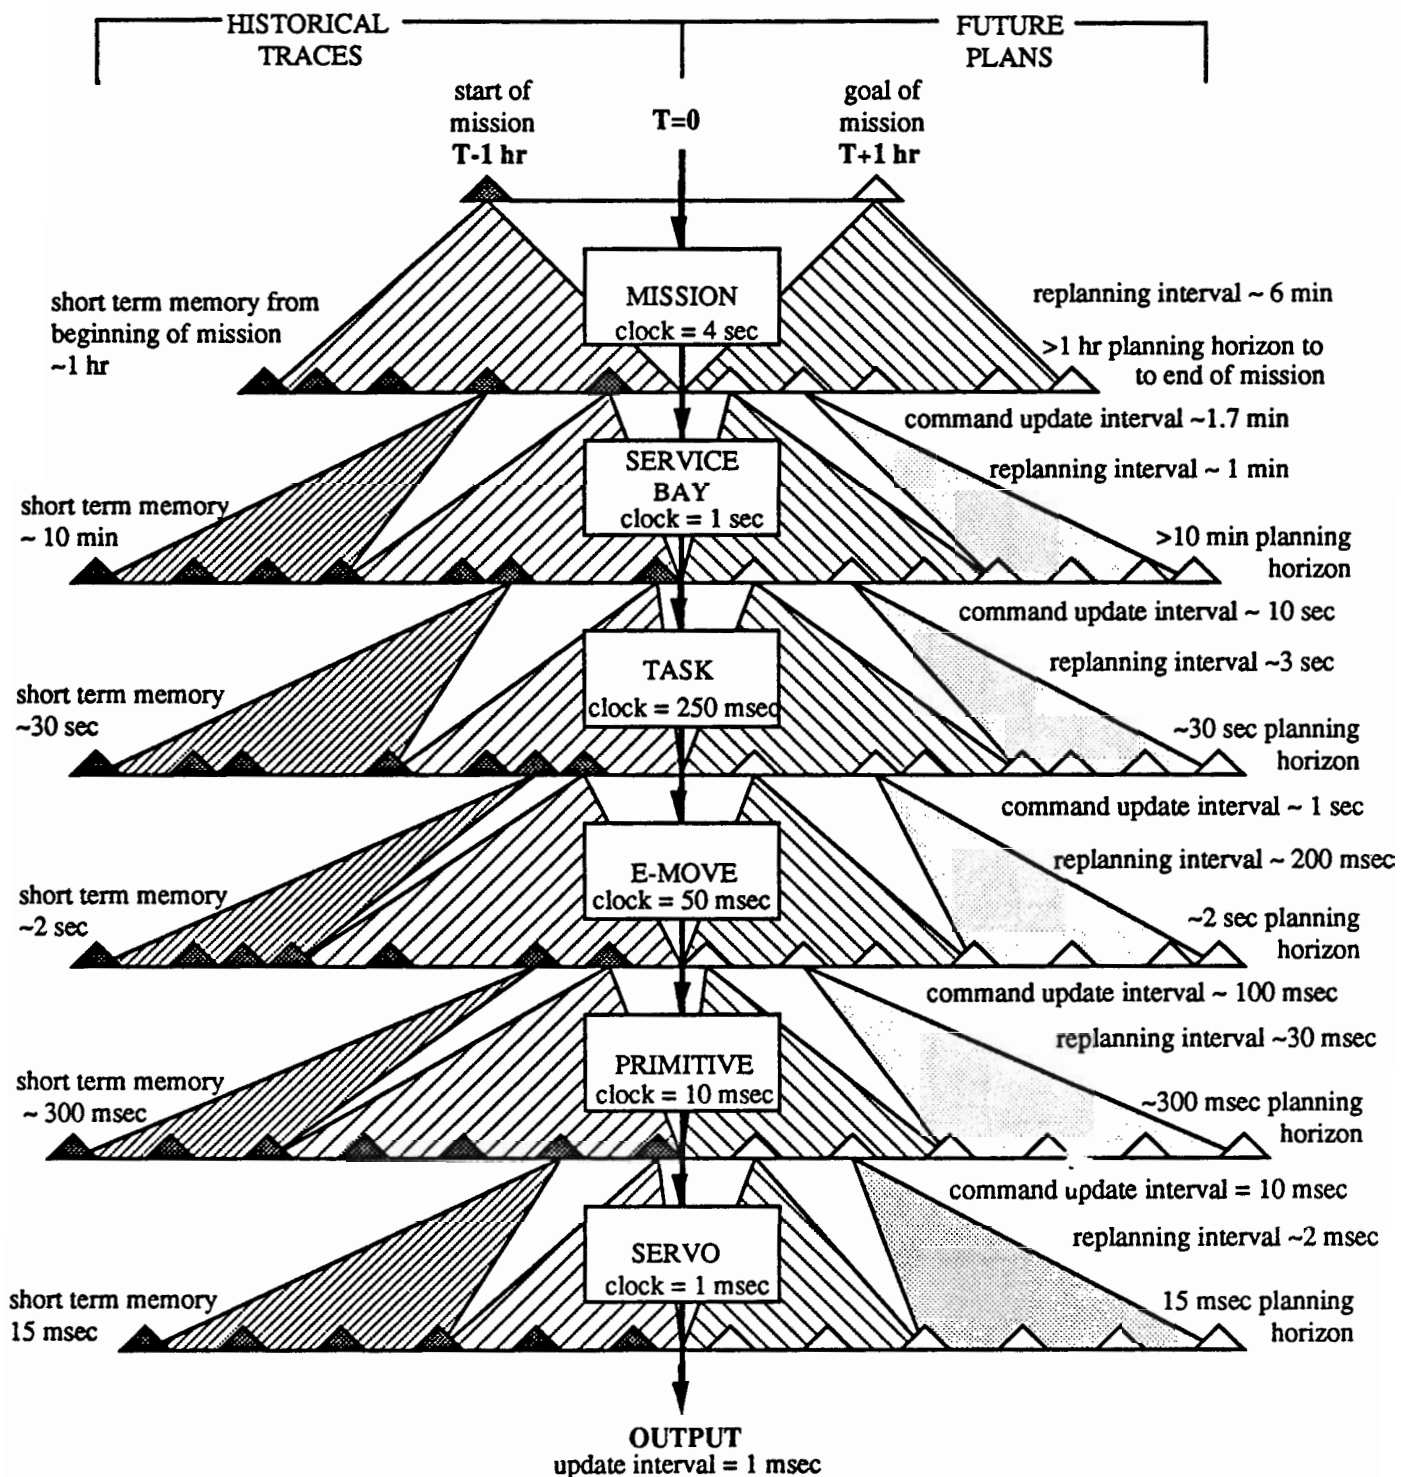 HISTORICAL
TRACES
FUTURE
PLANS
start of
mission
T-1 hr
T=0
goal of
mission
T+1 hr
MISSION
clock = 4 sec
short term memory from
beginning of mission
~1 hr
replanning interval ~ 6 min
>1 hr planning horizon to
to end of mission
command update interval ~1.7 min
SERVICE
BAY
clock = 1 sec
replanning interval ~ 1 min
short term memory
~ 10 min
>10 min planning
horizon
command update interval ~ 10 sec
TASK
clock = 250 msec
replanning interval ~3 sec
short term memory
~30 sec
~30 sec planning
horizon
command update interval ~ 1 sec
E-MOVE
clock = 50 msec
replanning interval ~ 200 msec
short term memory
~2 sec
~2 sec planning
horizon
command update interval ~ 100 msec
PRIMITIVE
clock = 10 msec
replanning interval ~30 msec
short term memory
~ 300 msec
~300 msec planning
horizon
command update interval = 10 msec
SERVO
clock = 1 msec
replanning interval ~2 msec
short term memory
15 msec
15 msec planning
horizon
OUTPUT
update interval = 1 msec